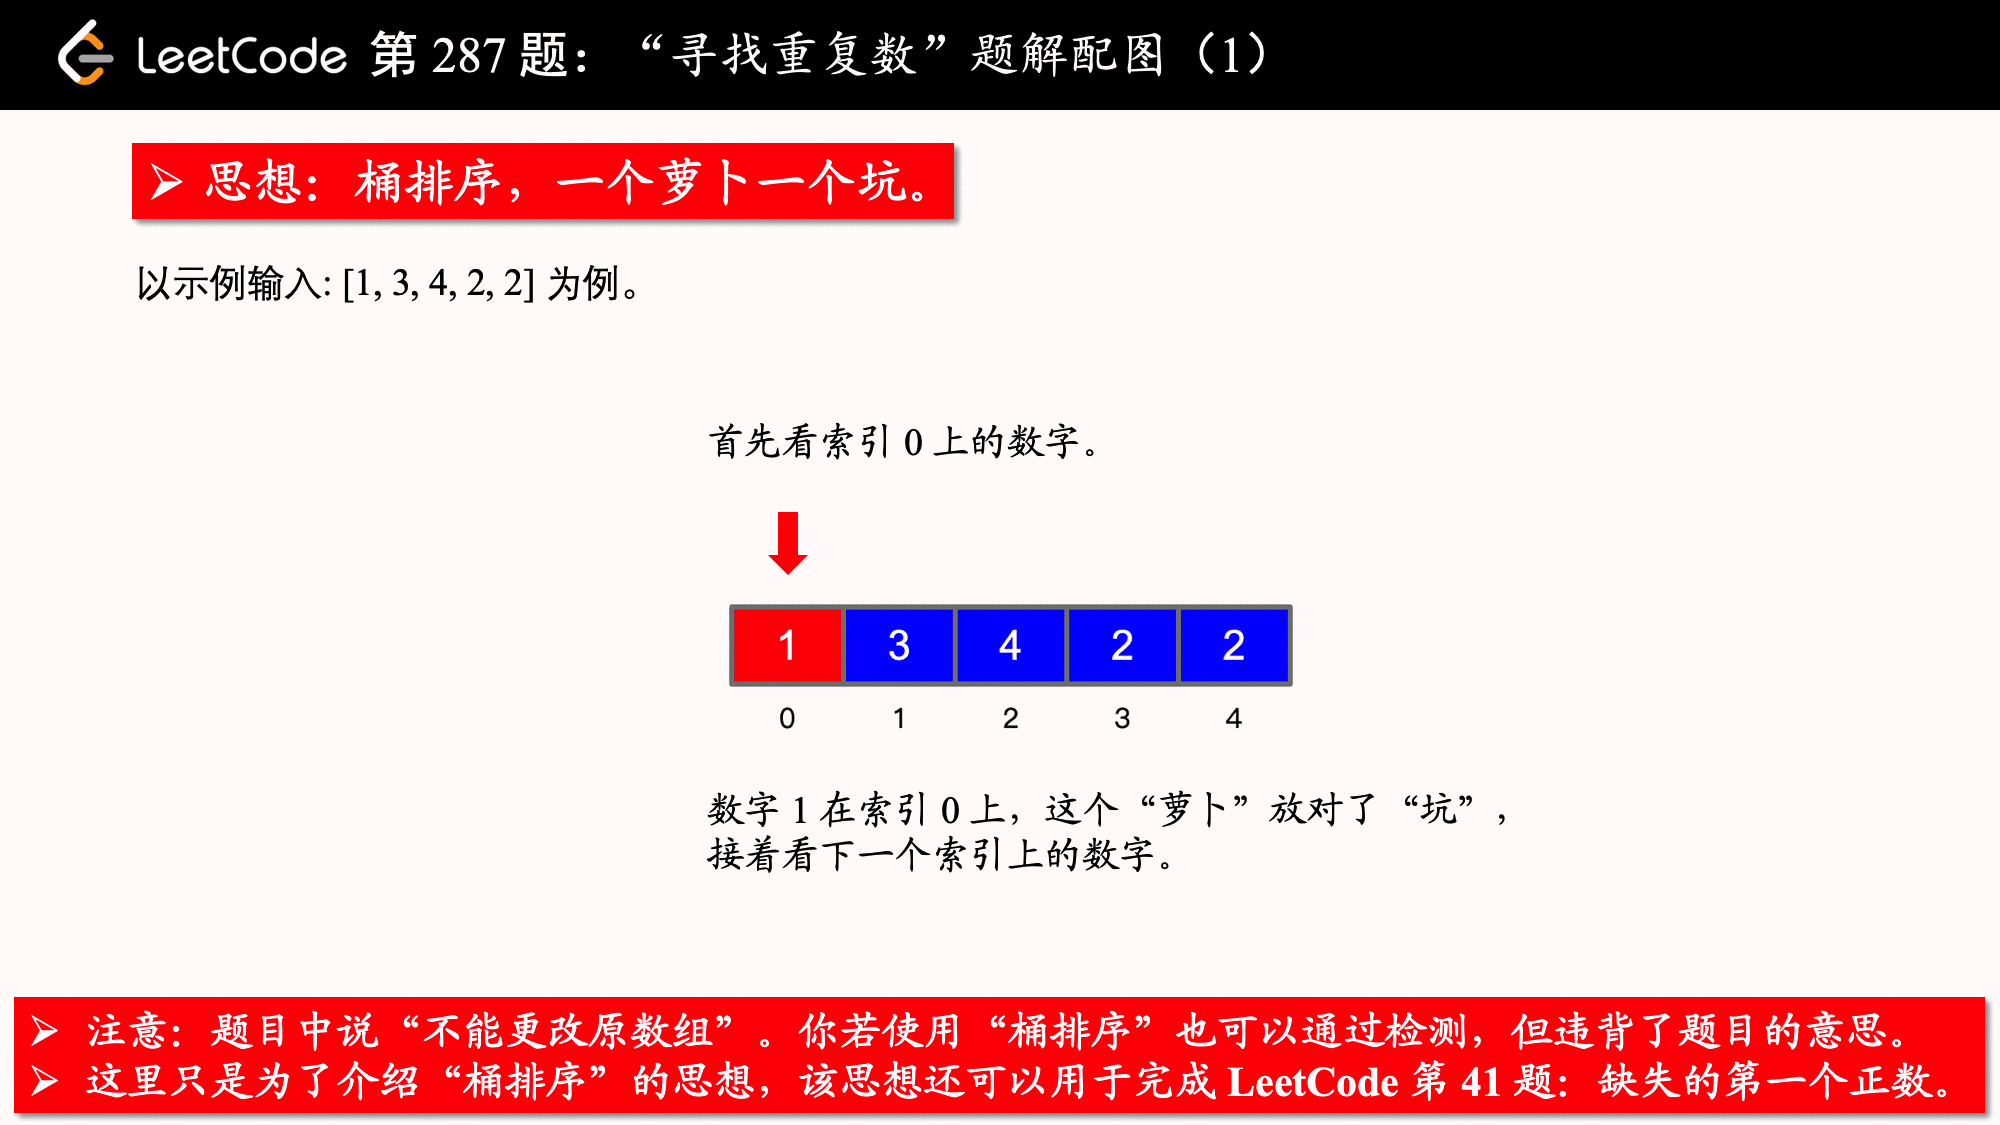 LeetCode 第 287 题：“寻找重复数”题解配图（1）
➢ 思想：桶排序，一个萝卜一个坑。
以示例输入: [1, 3, 4, 2, 2] 为例。
首先看索引 0 上的数字。
1 3 4 2 2
0 1 2 3 4
数字 1 在索引 0 上，这个“萝卜”放对了“坑”，
接着看下一个索引上的数字。
➢ 注意：题目中说“不能更改原数组”。你若使用“桶排序”也可以通过检测，但违背了题目的意思。
➢ 这里只是为了介绍“桶排序”的思想，该思想还可以用于完成 LeetCode 第 41 题：缺失的第一个正数。